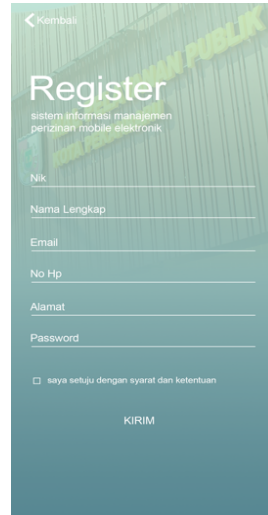 Kembali
PUBLIK
Register
sistem informasi manajemen
perizinan mobile elektronik
Nik
Nama Lengkap
Email
No Hp
Alamat
Password
saya setuju dengan syarat dan ketentuan
KIRIM